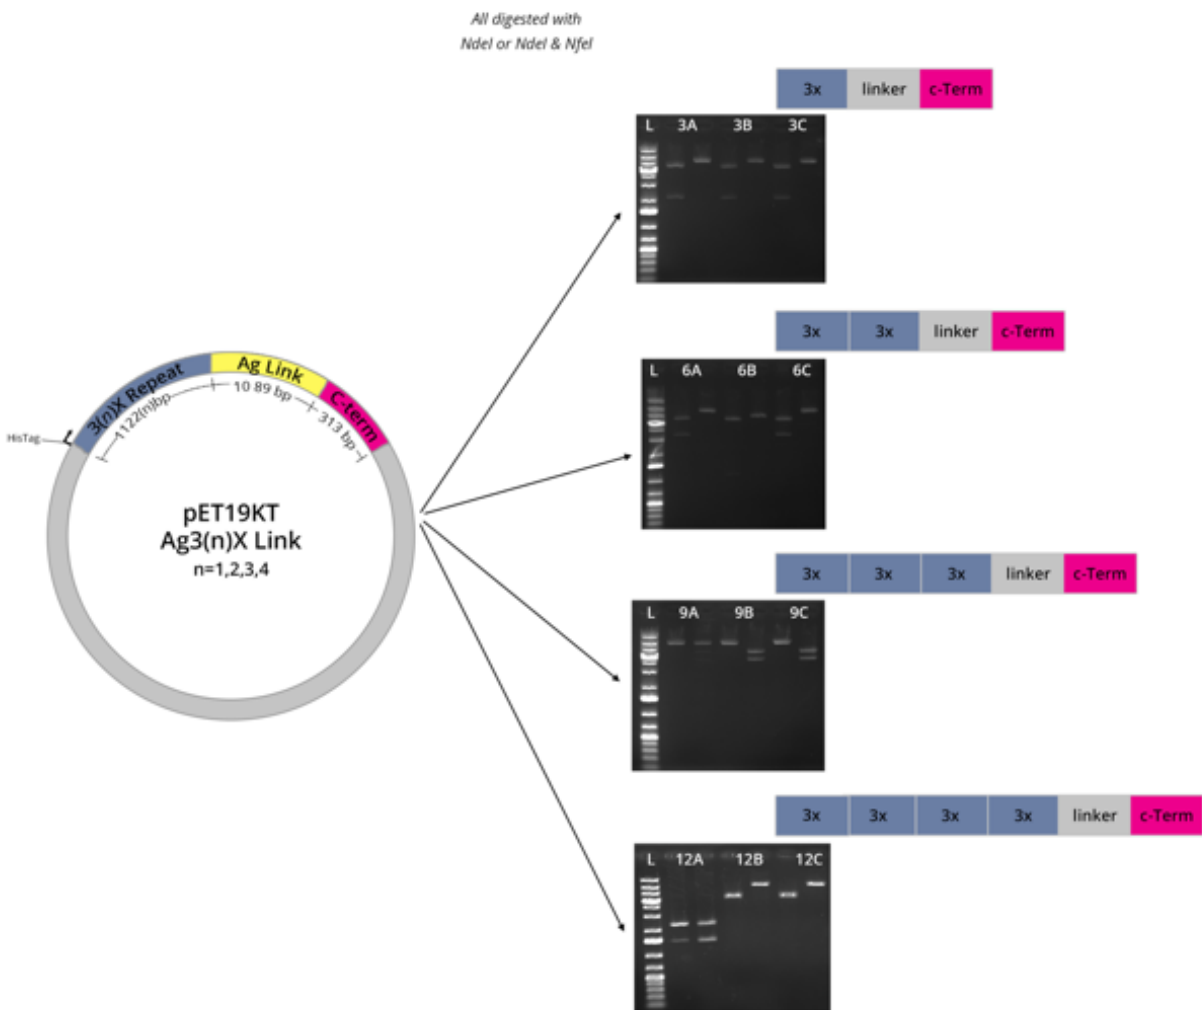 All digested with
NdeI or NdeI & NfeI
3x linker c-Term
L 3A 3B 3C
3x 3x linker c-Term
L 6A 6B 6C
3(n)X Repeat
Ag Link
C-term
1122(n)bp
10 89 bp
313 bp
HisTag
pET19KT
Ag3(n)X Link
n=1,2,3,4
3x 3x 3x linker c-Term
L 9A 9B 9C
3x 3x 3x 3x linker c-Term
L 12A 12B 12C